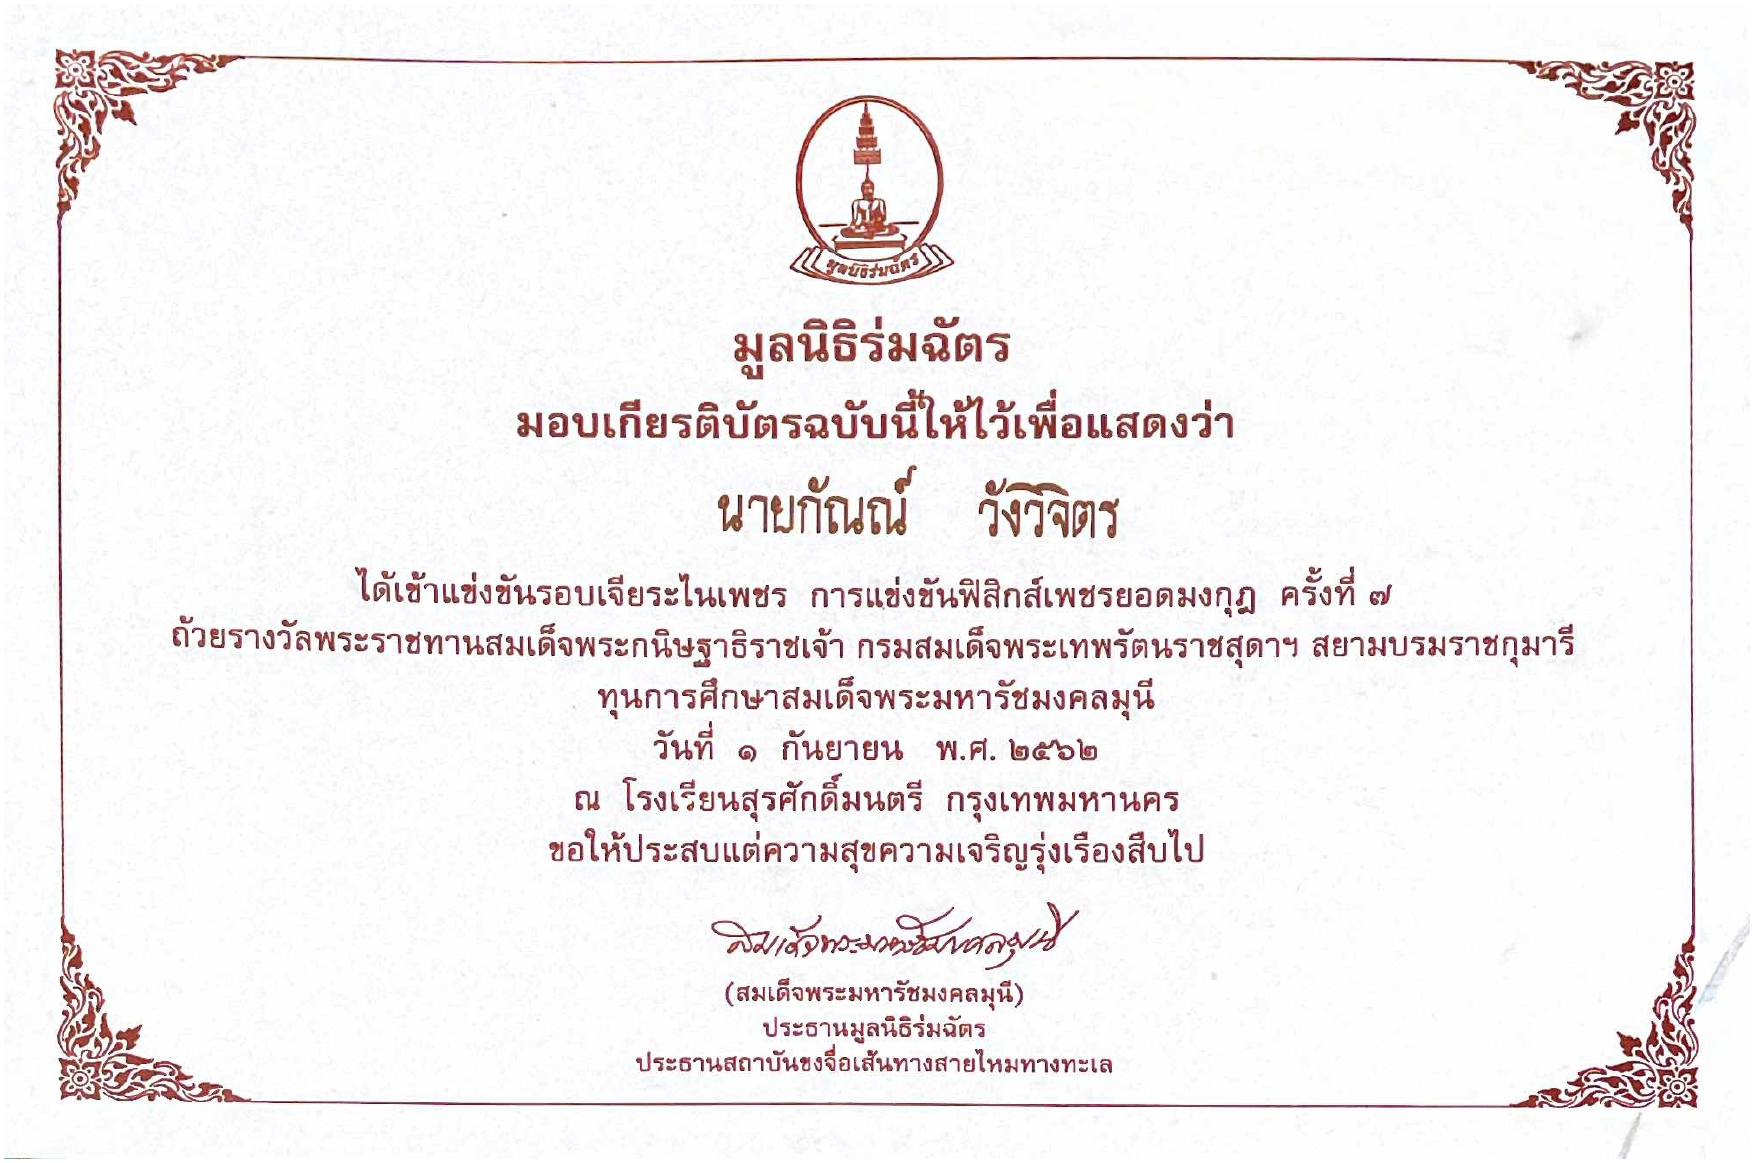 มูลนิธิร่มฉัตร
มูลนิธิร่มฉัตร
มอบเกียรติบัตรฉบับนี้ให้ไว้เพื่อแสดงว่า
นายกัณณ์ วังวิจิตร
ได้เข้าแข่งขันรอบเจียระไนเพชร การแข่งขันฟิสิกส์เพชรยอดมงกุฎ ครั้งที่ ๗
ถ้วยรางวัลพระราชทานสมเด็จพระกนิษฐาธิราชเจ้า กรมสมเด็จพระเทพรัตนราชสุดาฯ สยามบรมราชกุมารี
ทุนการศึกษาสมเด็จพระมหารัชมงคลมุนี
วันที่ ๑ กันยายน พ.ศ. ๒๕๖๒
ณ โรงเรียนสุรศักดิ์มนตรี กรุงเทพมหานคร
ขอให้ประสบแต่ความสุขความเจริญรุ่งเรืองสืบไป
สมเด็จพระมหารัชมงคลมุนี
(สมเด็จพระมหารัชมงคลมุนี)
ประธานมูลนิธิร่มฉัตร
ประธานสถาบันขงจื่อเส้นทางสายไหมทางทะเล